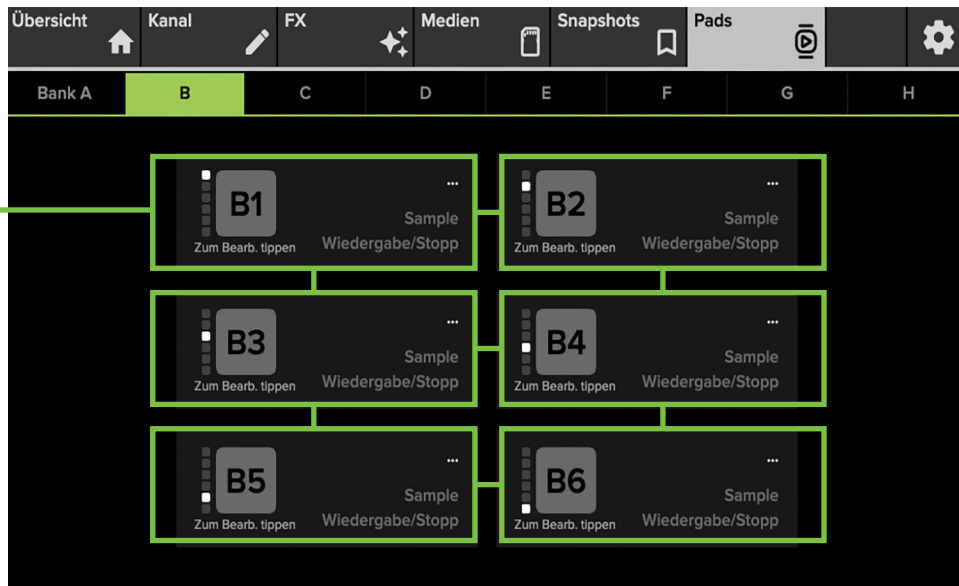 Übersicht Kanal FX Medien Snapshots Pads
Bank A B C D E F G H
B1 ... Sample
Zum Bearb. tippen Wiedergabe/Stopp
B2 ... Sample
Zum Bearb. tippen Wiedergabe/Stopp
B3 ... Sample
Zum Bearb. tippen Wiedergabe/Stopp
B4 ... Sample
Zum Bearb. tippen Wiedergabe/Stopp
B5 ... Sample
Zum Bearb. tippen Wiedergabe/Stopp
B6 ... Sample
Zum Bearb. tippen Wiedergabe/Stopp